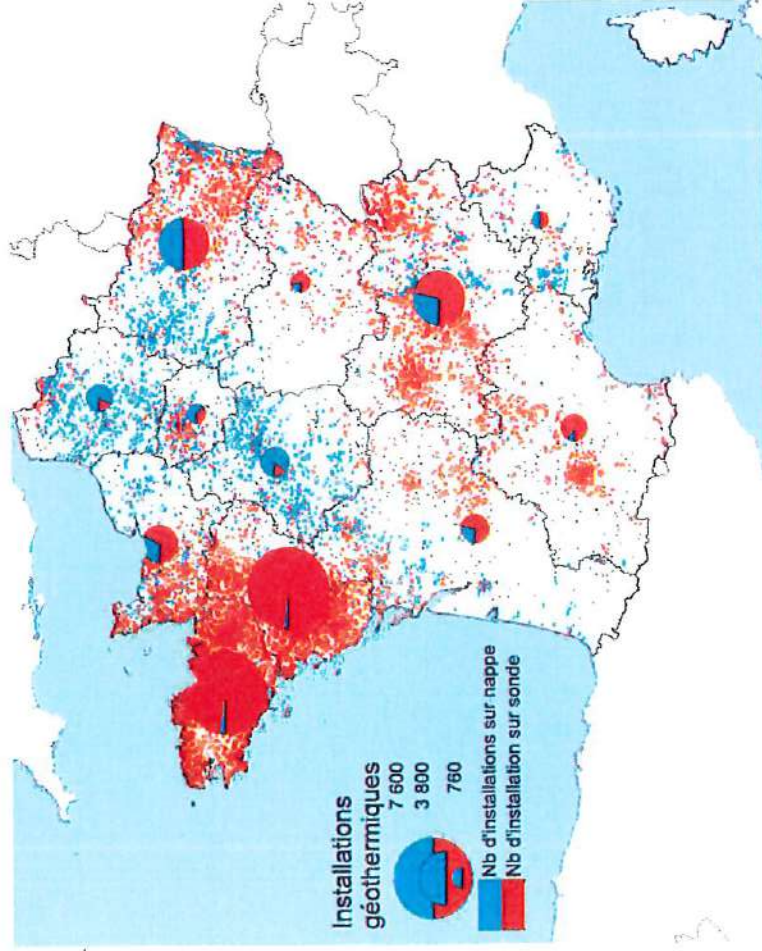 Installations
géothermiques
7 600
3 800
760
Nb d'installations sur nappe
Nb d'installation sur sonde